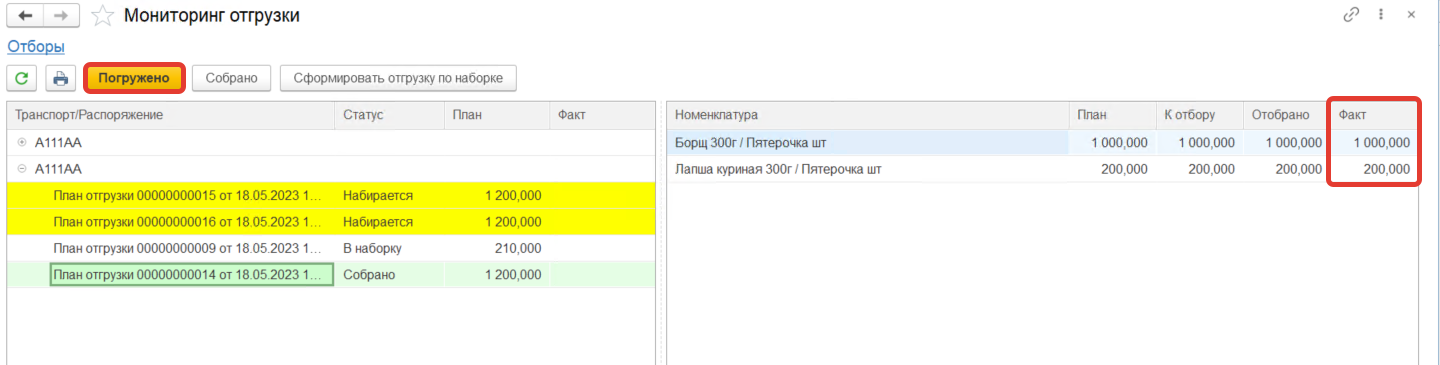 Мониторинг отгрузки
Отборы
Погружено Собрано Сформировать отгрузку по наборке
Транспорт/Распоряжение Статус План Факт
А111АА
А111АА
План отгрузки 00000000015 от 18.05.2023 1... Набирается 1 200,000
План отгрузки 00000000016 от 18.05.2023 1... Набирается 1 200,000
План отгрузки 00000000009 от 18.05.2023 1... В наборку 210,000
План отгрузки 00000000014 от 18.05.2023 1... Собрано 1 200,000
Номенклатура План К отбору Отобрано Факт
Борщ 300г / Пятерочка шт 1 000,000 1 000,000 1 000,000 1 000,000
Лапша куриная 300г / Пятерочка шт 200,000 200,000 200,000 200,000